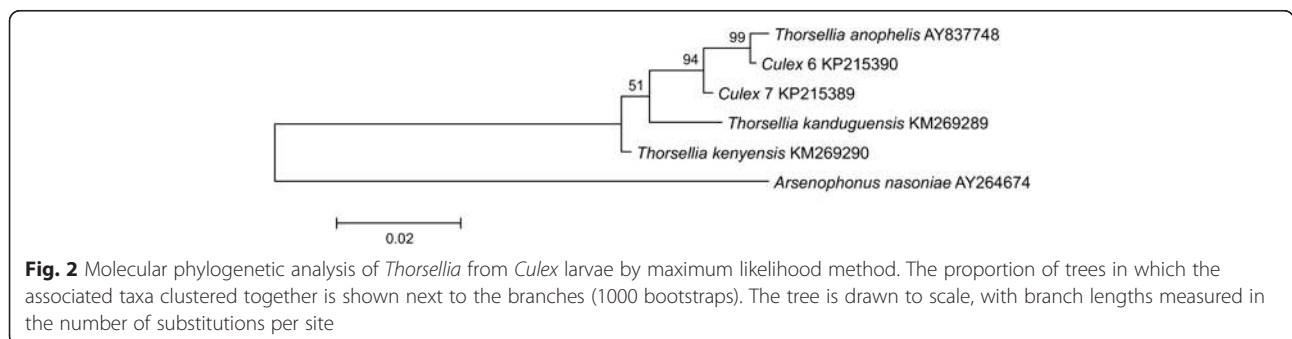 99
Thorsellia anophelis AY837748
Culex 6 KP215390
94
Culex 7 KP215389
51
Thorsellia kanduguensis KM269289
Thorsellia kenyensis KM269290
Arsenophonus nasoniae AY264674
0.02
Fig. 2 Molecular phylogenetic analysis of Thorsellia from Culex larvae by maximum likelihood method. The proportion of trees in which the
associated taxa clustered together is shown next to the branches (1000 bootstraps). The tree is drawn to scale, with branch lengths measured in
the number of substitutions per site